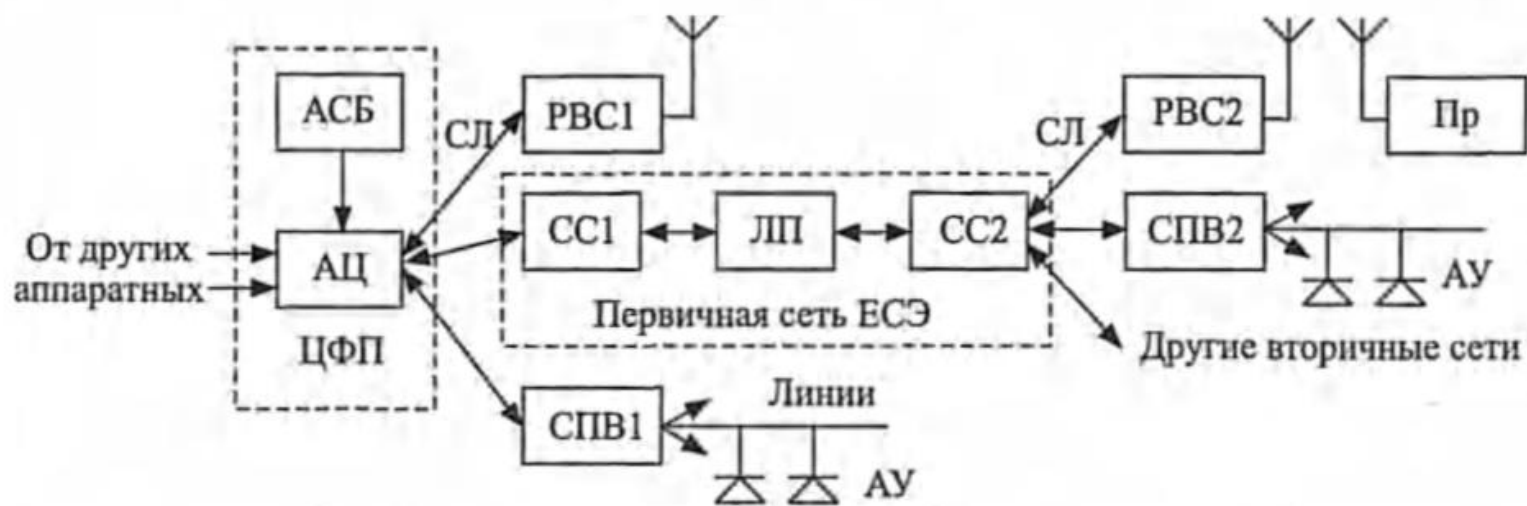 АСБ
АЦ
ЦФП
От других
аппаратных
СЛ
РВС1
СС1
ЛП
СС2
Первичная сеть ЕСЭ
СЛ
РВС2
Пр
СПВ2
АУ
Другие вторичные сети
СПВ1
Линии
АУ